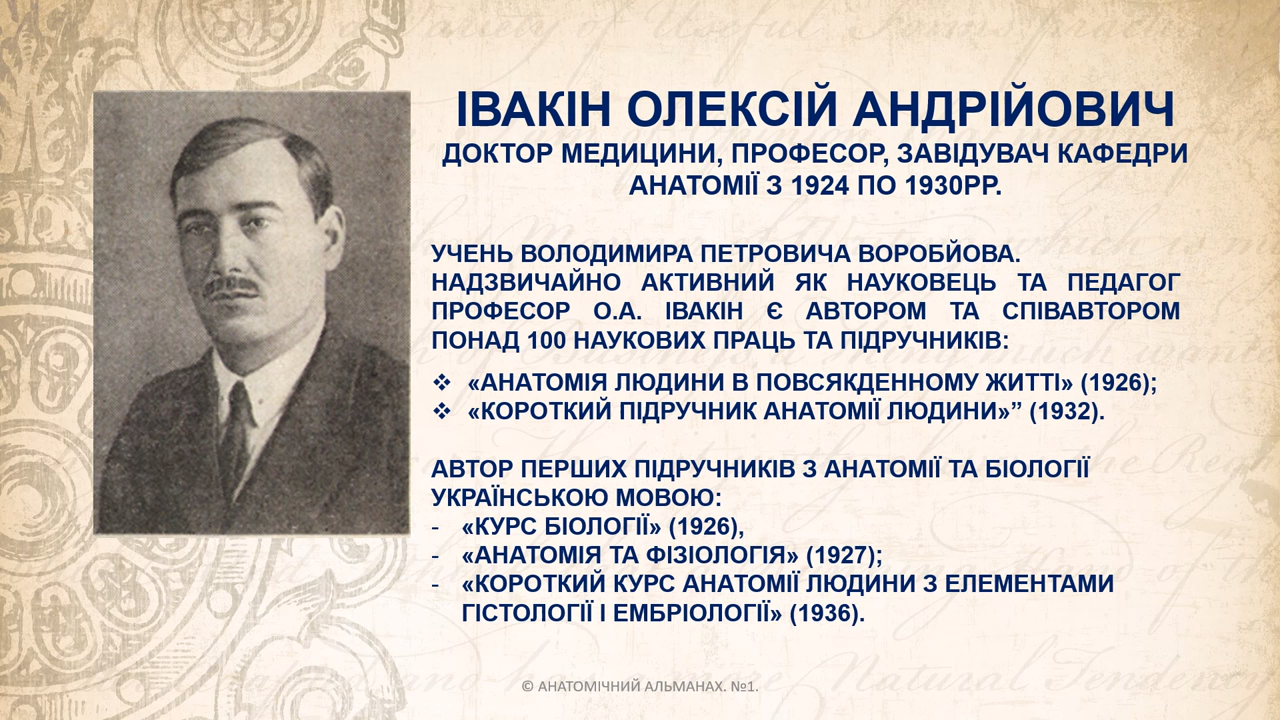 ІВАКІН ОЛЕКСІЙ АНДРІЙОВИЧ
ДОКТОР МЕДИЦИНИ, ПРОФЕСОР, ЗАВІДУВАЧ КАФЕДРИ
АНАТОМІЇ З 1924 ПО 1930РР.
УЧЕНЬ ВОЛОДИМИРА ПЕТРОВИЧА ВОРОБЙОВА.
НАДЗВИЧАЙНО АКТИВНИЙ ЯК НАУКОВЕЦЬ ТА ПЕДАГОГ
ПРОФЕСОР О.А. ІВАКІН Є АВТОРОМ ТА СПІВАВТОРОМ
ПОНАД 100 НАУКОВИХ ПРАЦЬ ТА ПІДРУЧНИКІВ:
❖ «АНАТОМІЯ ЛЮДИНИ В ПОВСЯКДЕННОМУ ЖИТТІ» (1926);
❖ «КОРОТКИЙ ПІДРУЧНИК АНАТОМІЇ ЛЮДИНИ»” (1932).
АВТОР ПЕРШИХ ПІДРУЧНИКІВ З АНАТОМІЇ ТА БІОЛОГІЇ
УКРАЇНСЬКОЮ МОВОЮ:
- «КУРС БІОЛОГІЇ» (1926),
- «АНАТОМІЯ ТА ФІЗІОЛОГІЯ» (1927);
- «КОРОТКИЙ КУРС АНАТОМІЇ ЛЮДИНИ З ЕЛЕМЕНТАМИ
ГІСТОЛОГІЇ І ЕМБРІОЛОГІЇ» (1936).
© АНАТОМІЧНИЙ АЛЬМАНАХ. №1.